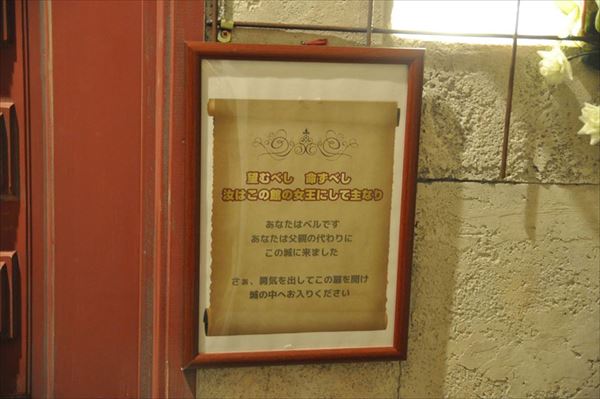 望むべし 命ずべし
汝はこの館の女王にして主なり
あなたはベルです
あなたは父親の代わりに
この城に来ました
さぁ、勇気を出してこの扉を開け
城の中へお入りください